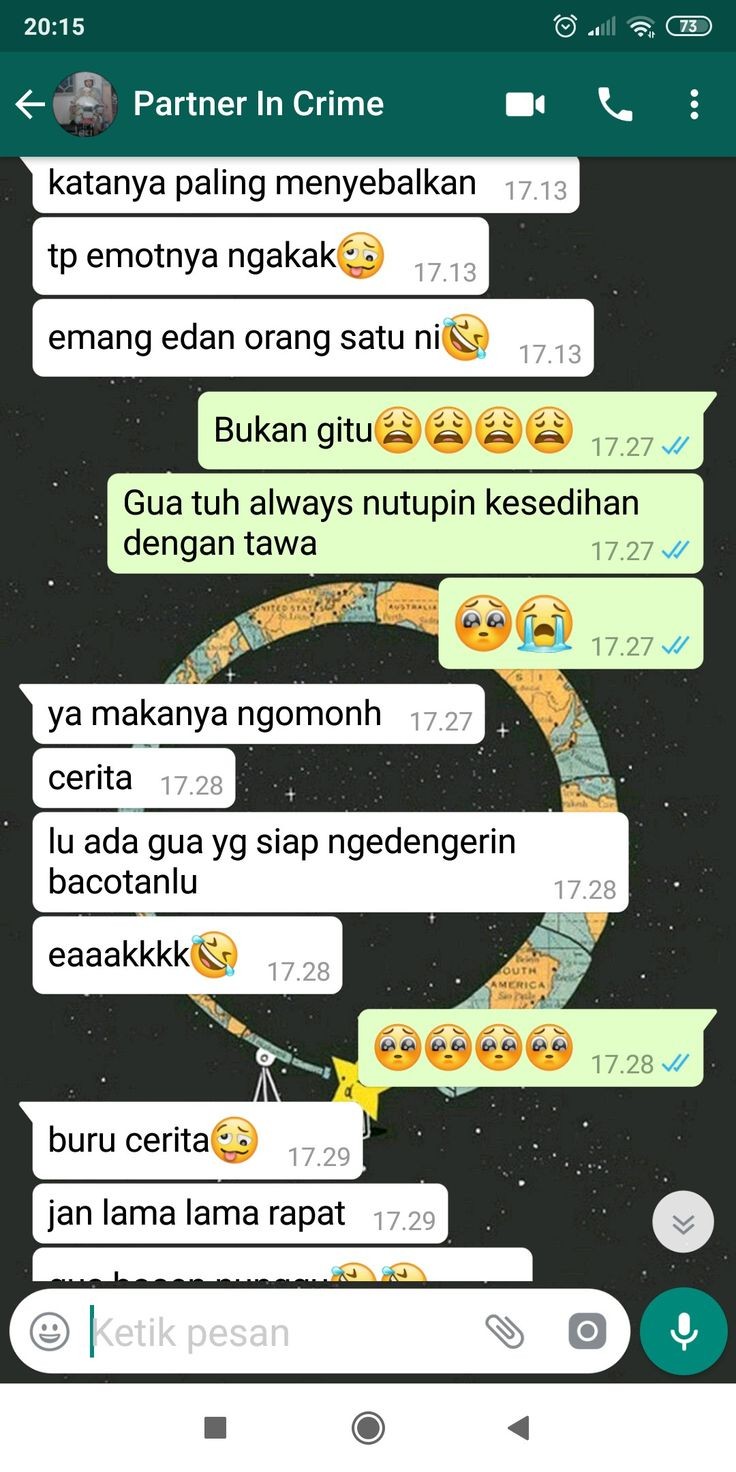 20:15
73
Partner In Crime
katanya paling menyebalkan 17.13
tp emotnya ngakak🥴 17.13
emang edan orang satu ni🤣 17.13
Bukan gitu😩😩😩😩 17.27
Gua tuh always nutupin kesedihan
dengan tawa 17.27
UNITED STATES
AUSTRALIA
🥺😭 17.27
ya makanya ngomonh 17.27
cerita 17.28
lu ada gua yg siap ngedengerin
bacotanlu 17.28
eaaakkkk🤣 17.28
SOUTH
AMERICA
🥺🥺🥺🥺 17.28
buru cerita🥴 17.29
jan lama lama rapat 17.29
Ketik pesan